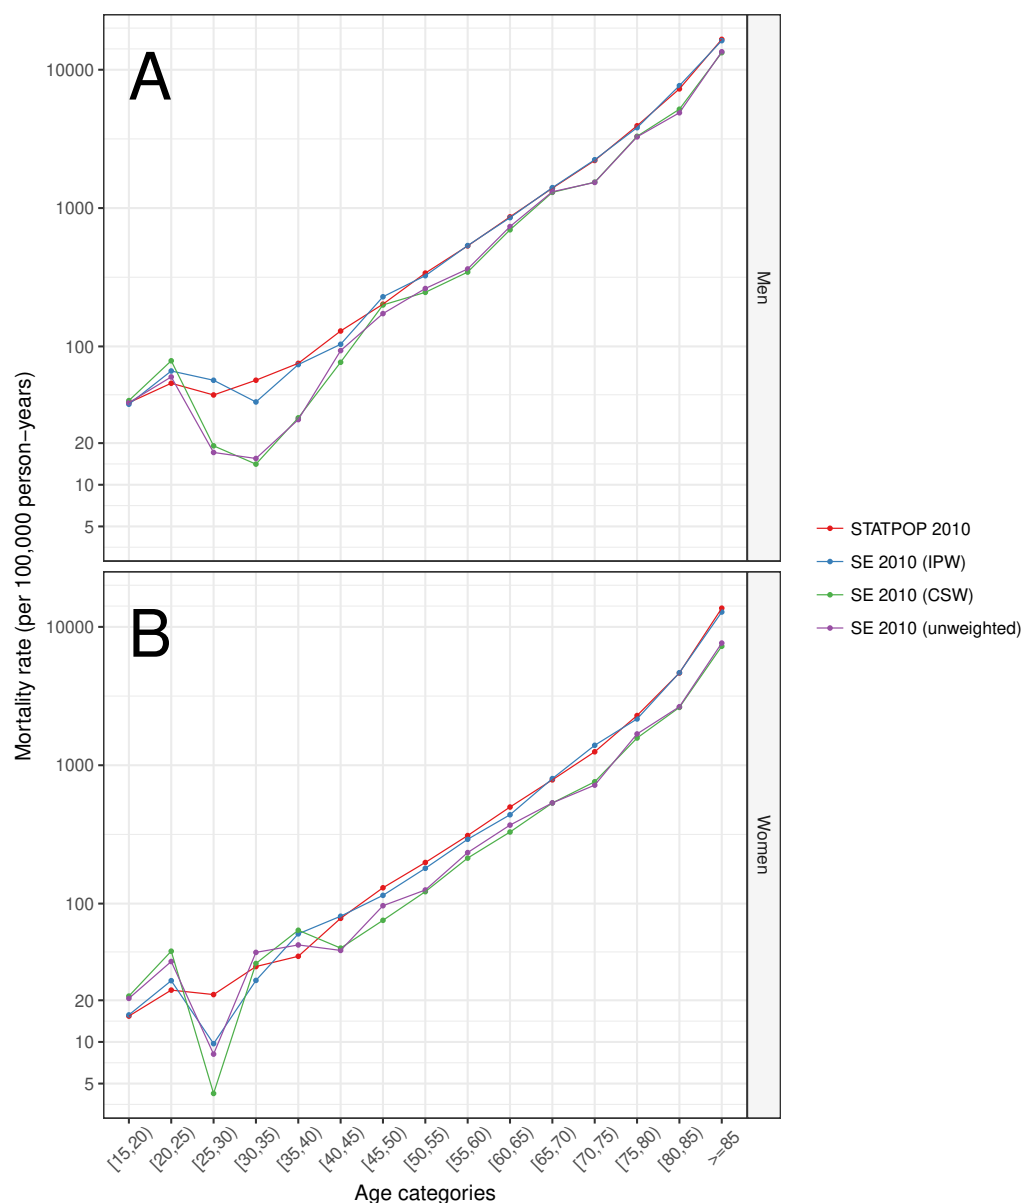 A
10000
1000
100
20
10
5
Men
Mortality rate (per 100,000 person−years)
STATPOP 2010
SE 2010 (IPW)
SE 2010 (CSW)
SE 2010 (unweighted)
B
10000
1000
100
20
10
5
Women
[15,20)
[20,25)
[25,30)
[30,35)
[35,40)
[40,45)
[45,50)
[50,55)
[55,60)
[60,65)
[65,70)
[70,75)
[75,80)
[80,85)
>=85
Age categories